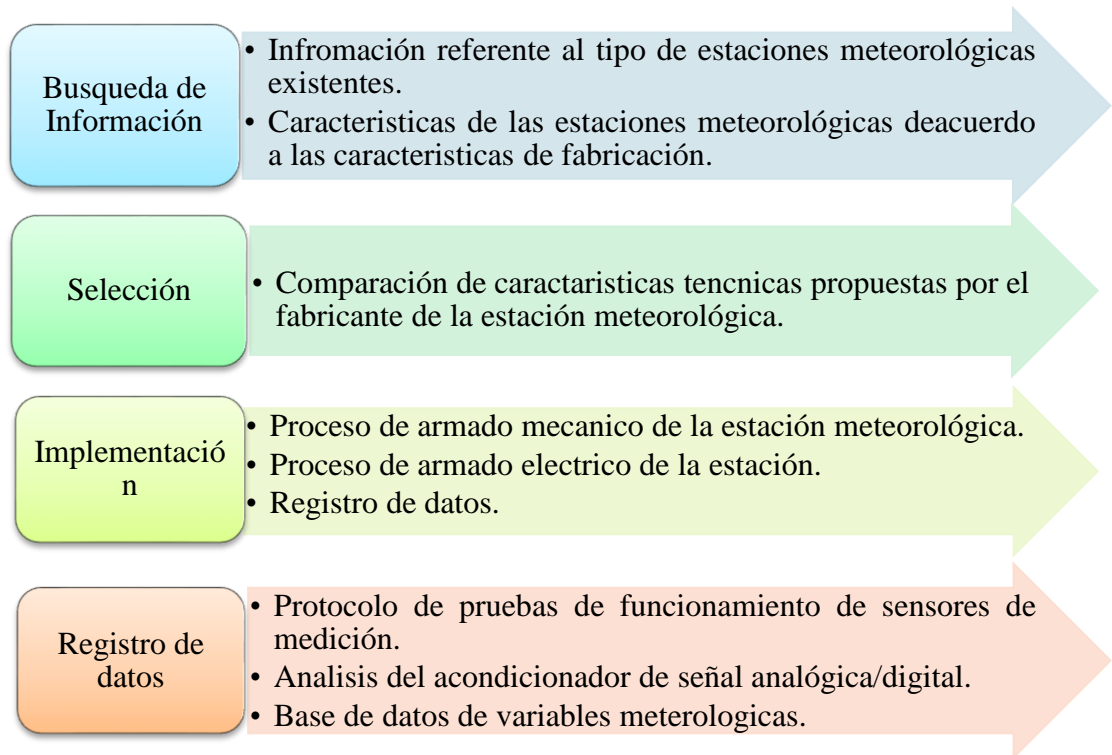 Busqueda de
Información
• Infromación referente al tipo de estaciones meteorológicas
existentes.
• Caracteristicas de las estaciones meteorológicas deacuerdo
a las caracteristicas de fabricación.
Selección
• Comparación de caractaristicas tencnicas propuestas por el
fabricante de la estación meteorológica.
Implementació
n
• Proceso de armado mecanico de la estación meteorológica.
• Proceso de armado electrico de la estación.
• Registro de datos.
Registro de
datos
• Protocolo de pruebas de funcionamiento de sensores de
medición.
• Analisis del acondicionador de señal analógica/digital.
• Base de datos de variables meterologicas.